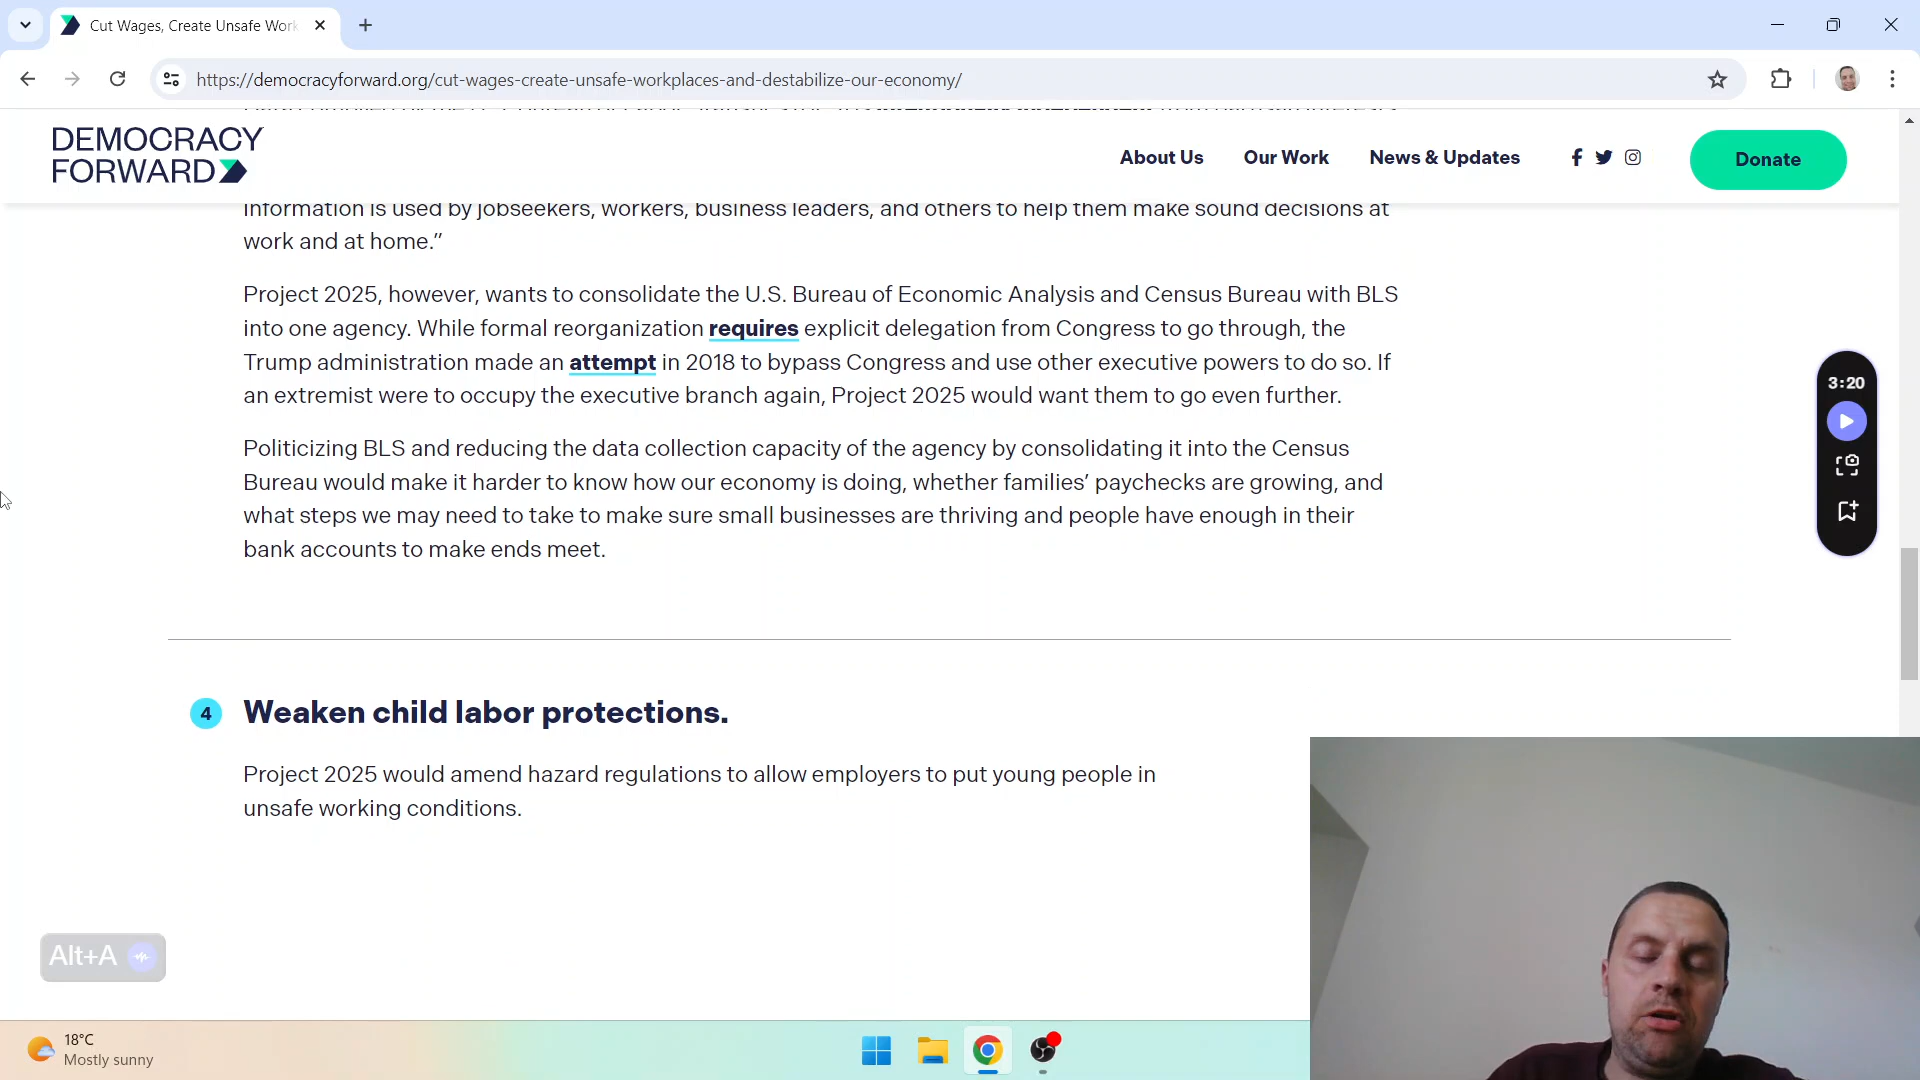 Cut Wages, Create Unsafe Work
https://democracyforward.org/cut-wages-create-unsafe-workplaces-and-destabilize-our-economy/
DEMOCRACY
FORWARD
About Us
Our Work
News & Updates
Donate
information is used by jobseekers, workers, business leaders, and others to help them make sound decisions at
work and at home.”
Project 2025, however, wants to consolidate the U.S. Bureau of Economic Analysis and Census Bureau with BLS
into one agency. While formal reorganization requires explicit delegation from Congress to go through, the
Trump administration made an attempt in 2018 to bypass Congress and use other executive powers to do so. If
an extremist were to occupy the executive branch again, Project 2025 would want them to go even further.
3:20
Politicizing BLS and reducing the data collection capacity of the agency by consolidating it into the Census
Bureau would make it harder to know how our economy is doing, whether families’ paychecks are growing, and
what steps we may need to take to make sure small businesses are thriving and people have enough in their
bank accounts to make ends meet.
4 Weaken child labor protections.
Project 2025 would amend hazard regulations to allow employers to put young people in
unsafe working conditions.
Alt+A
18°C
Mostly sunny